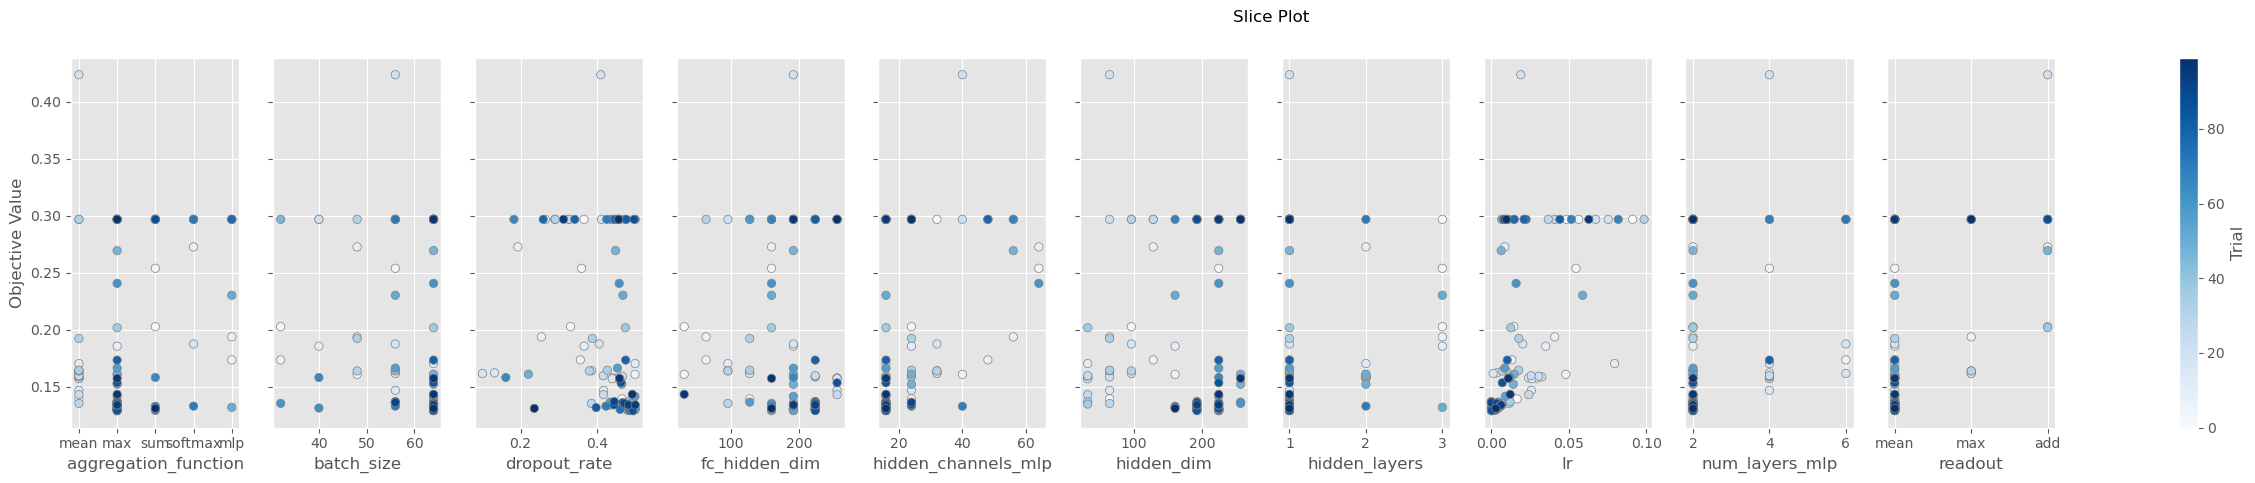 Slice Plot
Objective Value
0.40
0.35
0.30
0.25
0.20
0.15
mean max sum softmax mlp
aggregation_function
40 50 60
batch_size
0.2 0.4
dropout_rate
100 200
fc_hidden_dim
20 40 60
hidden_channels_mlp
100 200
hidden_dim
1 2 3
hidden_layers
0.00 0.05 0.10
lr
2 4 6
num_layers_mlp
mean max add
readout
80
60
40
20
0
Trial